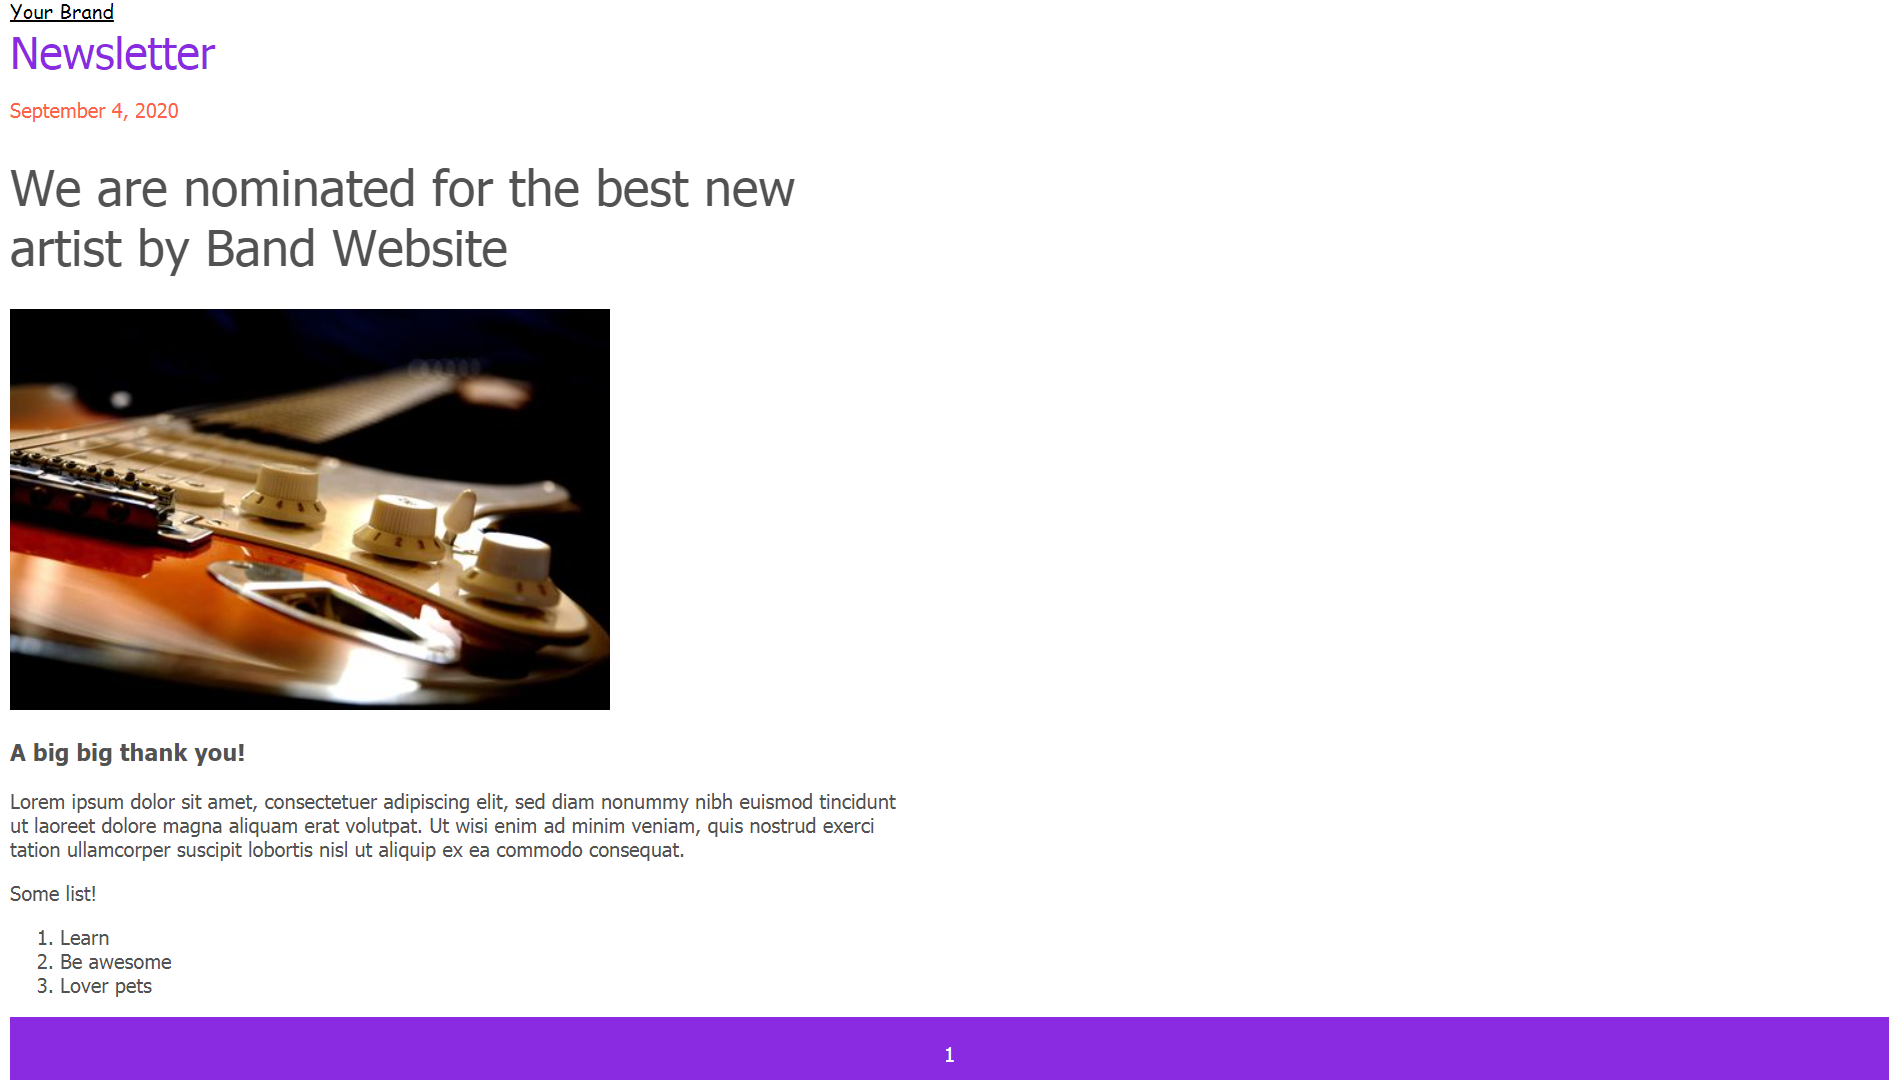 Your Brand
Newsletter
September 4, 2020
We are nominated for the best new
artist by Band Website
A big big thank you!
Lorem ipsum dolor sit amet, consectetuer adipiscing elit, sed diam nonummy nibh euismod tincidunt
ut laoreet dolore magna aliquam erat volutpat. Ut wisi enim ad minim veniam, quis nostrud exerci
tation ullamcorper suscipit lobortis nisl ut aliquip ex ea commodo consequat.
Some list!
1. Learn
2. Be awesome
3. Lover pets
1